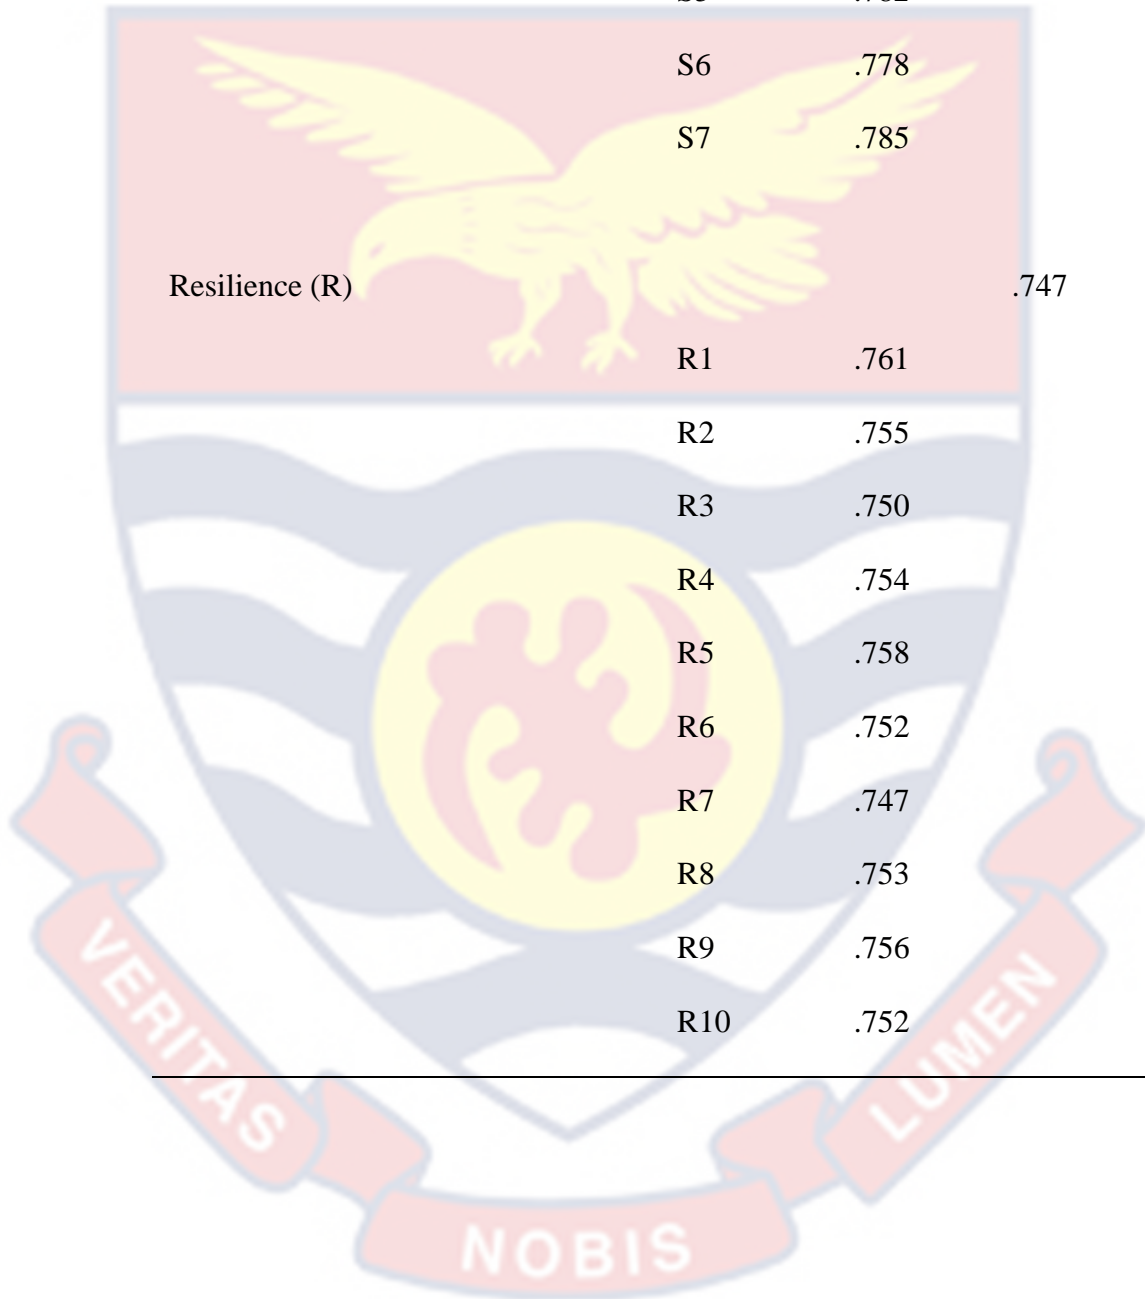 S6 .778
S7 .785
Resilience (R) .747
R1 .761
R2 .755
R3 .750
R4 .754
R5 .758
R6 .752
R7 .747
R8 .753
R9 .756
R10 .752
VERITAS
NOBIS
LUMEN